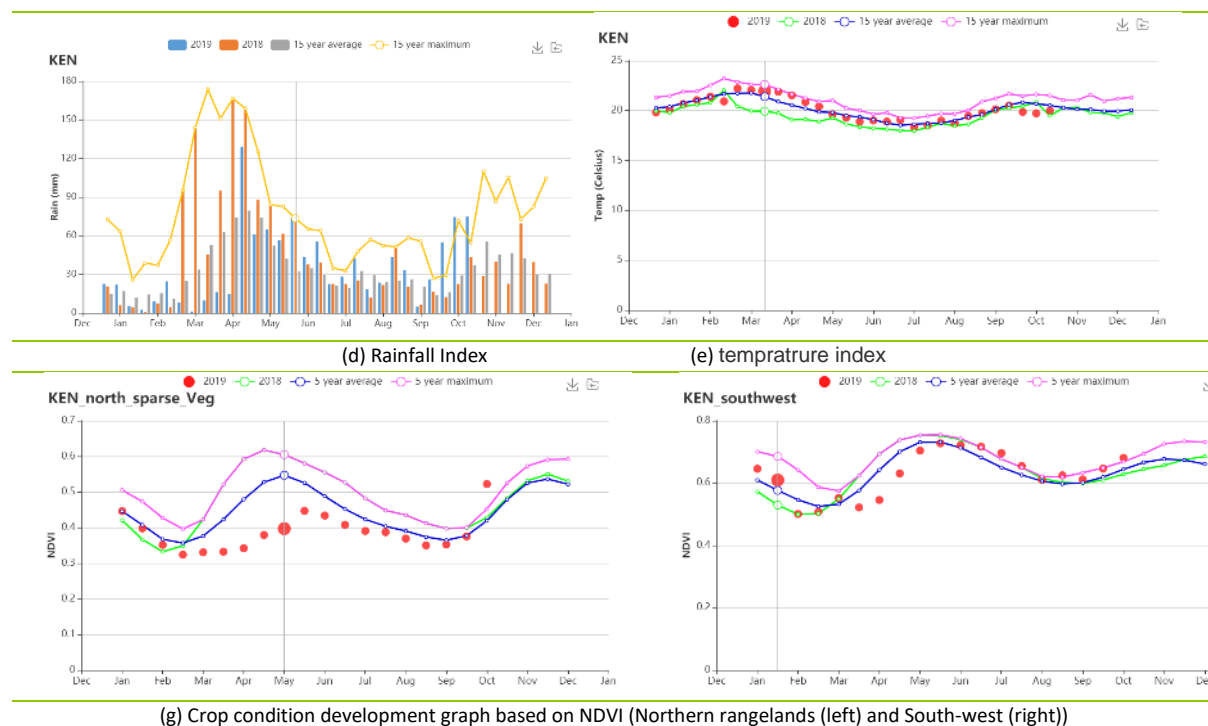 2019 2018 15 year average 15 year maximum
KEN
180
150
120
90
60
30
0
Rain (mm)
Dec Jan Feb Mar Apr May Jun Jul Aug Sep Oct Nov Dec Jan
2019 2018 15 year average 15 year maximum
KEN
25
20
15
10
5
0
Temp (Celsius)
Dec Jan Feb Mar Apr May Jun Jul Aug Sep Oct Nov Dec Jan
(d) Rainfall Index
(e) tempratrure index
2019 2018 5 year average 5 year maximum
KEN_north_sparse_Veg
0.7
0.6
0.5
0.4
0.3
0.2
0.1
0
NDVI
Dec Jan Feb Mar Apr May Jun Jul Aug Sep Oct Nov Dec Jan
2019 2018 5 year average 5 year maximum
KEN_southwest
0.8
0.6
0.4
0.2
0
NDVI
Dec Jan Feb Mar Apr May Jun Jul Aug Sep Oct Nov
(g) Crop condition development graph based on NDVI (Northern rangelands (left) and South-west (right))